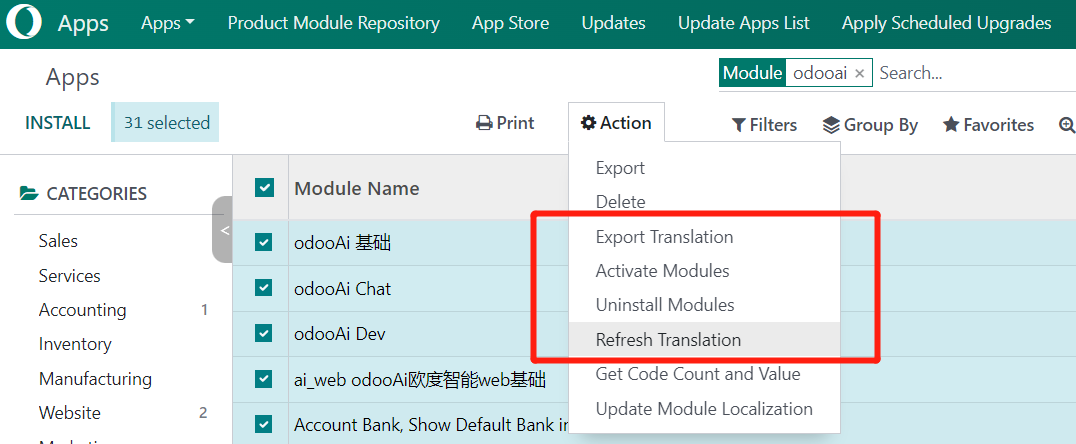 Apps Apps Product Module Repository App Store Updates Update Apps List Apply Scheduled Upgrades
Apps
Module odooai × Search...
INSTALL 31 selected Print Action Filters Group By Favorites
Export
Delete
Export Translation
Activate Modules
Uninstall Modules
Refresh Translation
Get Code Count and Value
Update Module Localization
CATEGORIES
Sales
Services
Accounting 1
Inventory
Manufacturing
Website 2
<
Module Name
odooAi 基础
odooAi Chat
odooAi Dev
ai_web odooAi欧度智能web基础
Account Bank, Show Default Bank in